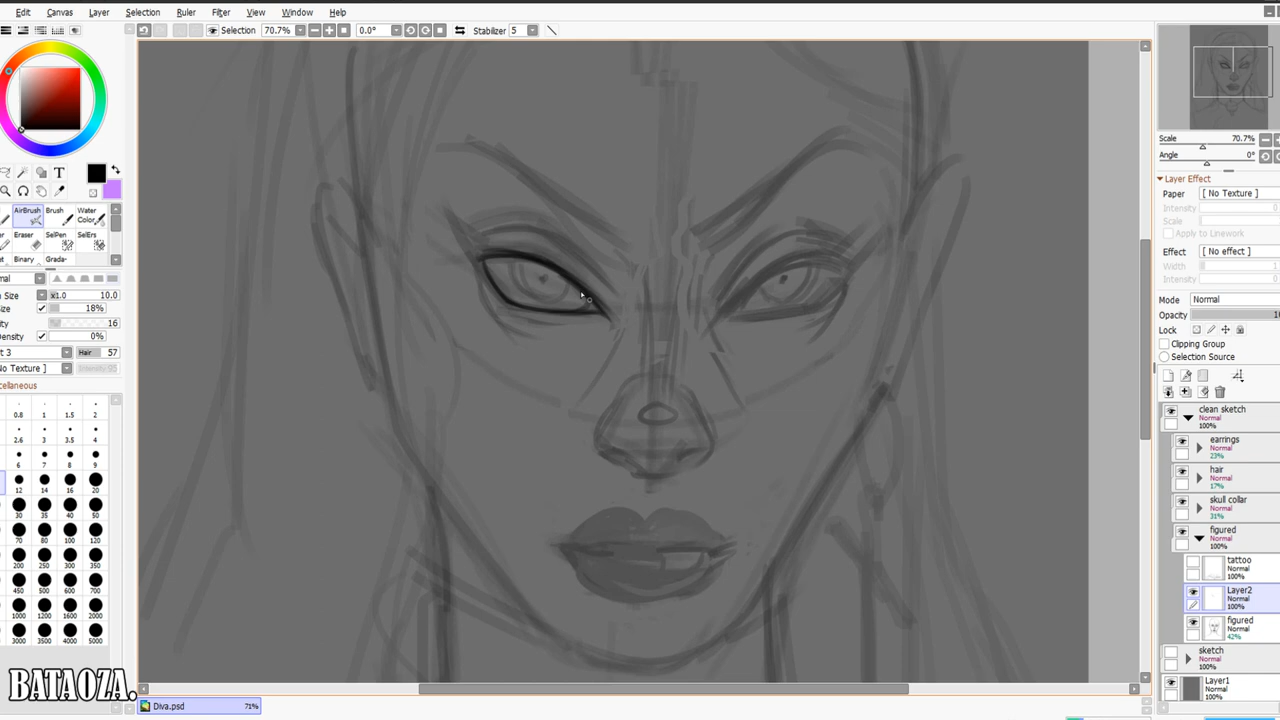 Edit Canvas Layer Selection Ruler Filter View Window Help
Selection 70.7% 0.0° Stabilizer 5
Scale 70.7%
Angle 0°
Layer Effect
Paper [ No Texture ]
Intensity
Scale
Apply to Linework
Effect [ No effect ]
Width
Mode Normal
Opacity
Lock
Clipping Group
Selection Source
clean sketch
Normal
100%
earrings
Normal
23%
hair
Normal
17%
skull collar
Normal
31%
figured
Normal
100%
tattoo
Normal
100%
Layer2
Normal
100%
figured
Normal
42%
sketch
Normal
100%
Layer1
Normal
100%
T
AirBrush Brush Water Color
Eraser SelPen SelErs
Binary Grada-
Size x1.0 10.0
18%
16
Density 0%
3 Hair 57
No Texture ]
0.8 1 1.5 2
2.6 3 3.5 4
6 7 8 9
12 14 16 20
30 35 40 50
70 80 100 120
200 250 300 350
450 500 600 700
1000 1200 1600 2000
3000 3500 4000 5000
BATAOZA.
Diva.psd 71%